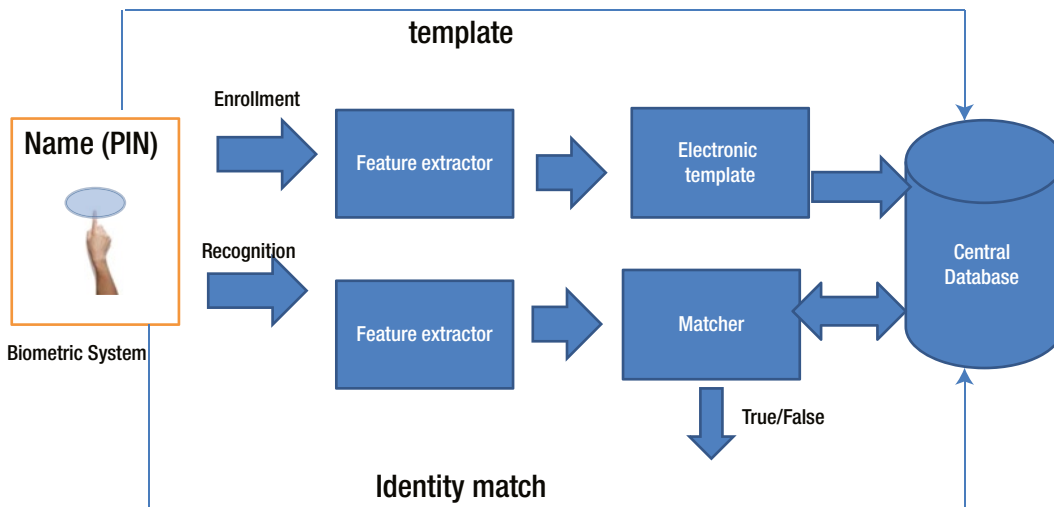 template
Enrollment
Name (PIN)
Feature extractor
Electronic
template
Recognition
Central
Database
Feature extractor
Matcher
Biometric System
True/False
Identity match